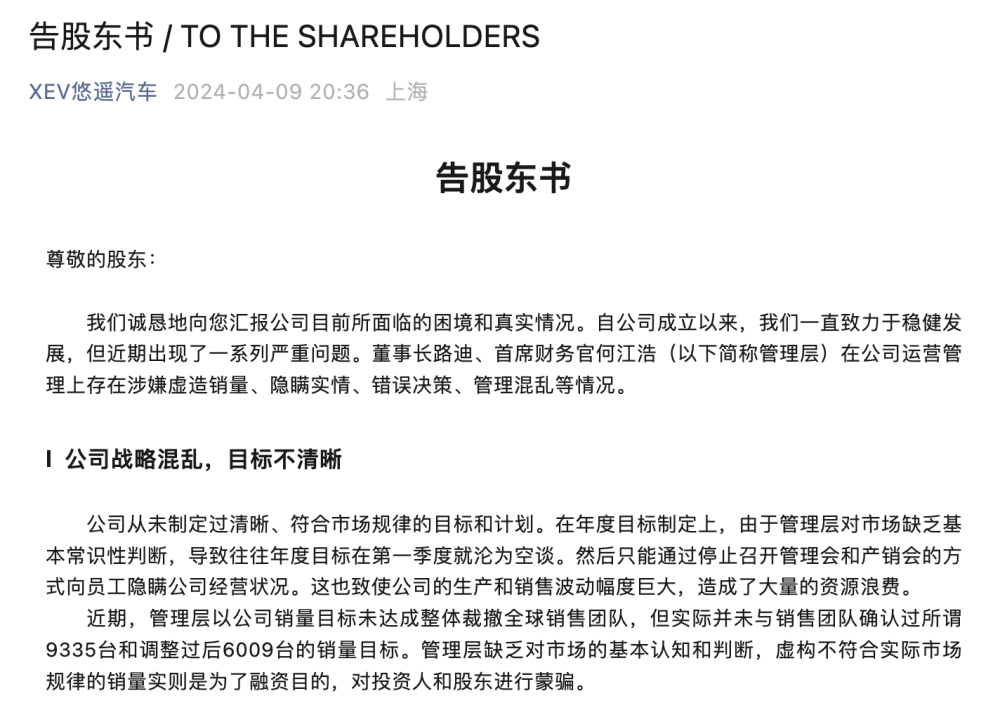 告股东书 / TO THE SHAREHOLDERS
XEV悠遥汽车 2024-04-09 20:36 上海
告股东书
尊敬的股东：
我们诚恳地向您汇报公司目前所面临的困境和真实情况。自公司成立以来，我们一直致力于稳健发
展，但近期出现了一系列严重问题。董事长路迪、首席财务官何江浩（以下简称管理层）在公司运营管
理上存在涉嫌虚造销量、隐瞒实情、错误决策、管理混乱等情况。
I 公司战略混乱，目标不清晰
公司从未制定过清晰、符合市场规律的目标和计划。在年度目标制定上，由于管理层对市场缺乏基
本常识性判断，导致往往年度目标在第一季度就沦为空谈。然后只能通过停止召开管理会和产销会的方
式向员工隐瞒公司经营状况。这也致使公司的生产和销售波动幅度巨大，造成了大量的资源浪费。
近期，管理层以公司销量目标未达成整体裁撤全球销售团队，但实际并未与销售团队确认过所谓
9335台和调整过后6009台的销量目标。管理层缺乏对市场的基本认知和判断，虚构不符合实际市场
规律的销量实则是为了融资目的，对投资人和股东进行蒙骗。